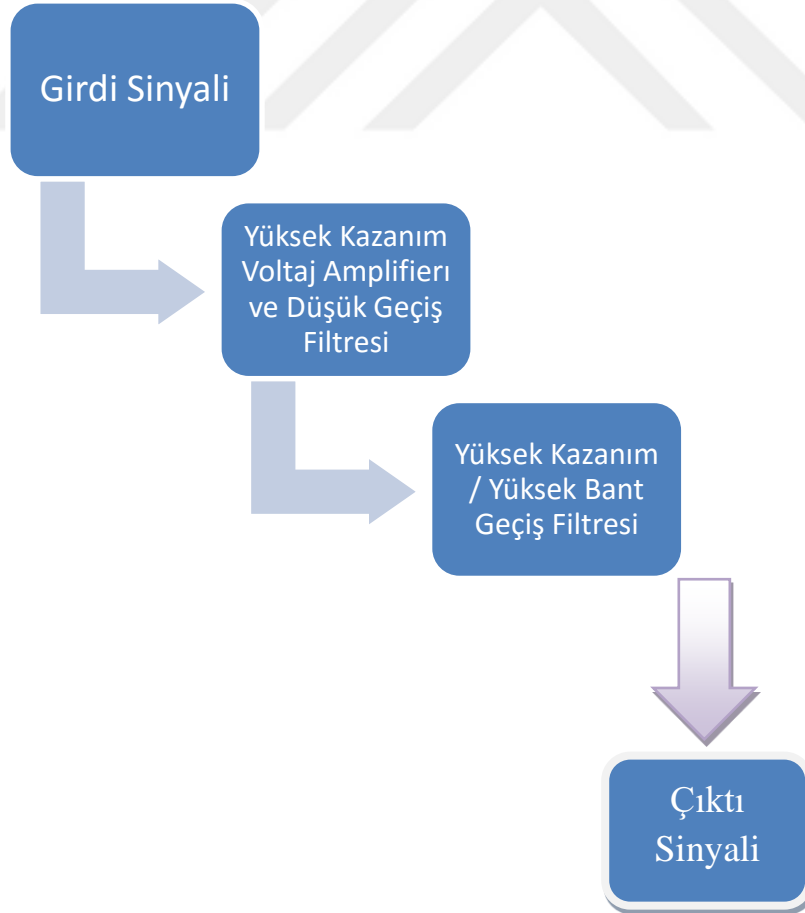 Girdi Sinyali
Yüksek Kazanım
Voltaj Amplifierı
ve Düşük Geçiş
Filtresi
Yüksek Kazanım
/ Yüksek Bant
Geçiş Filtresi
Çıktı
Sinyali